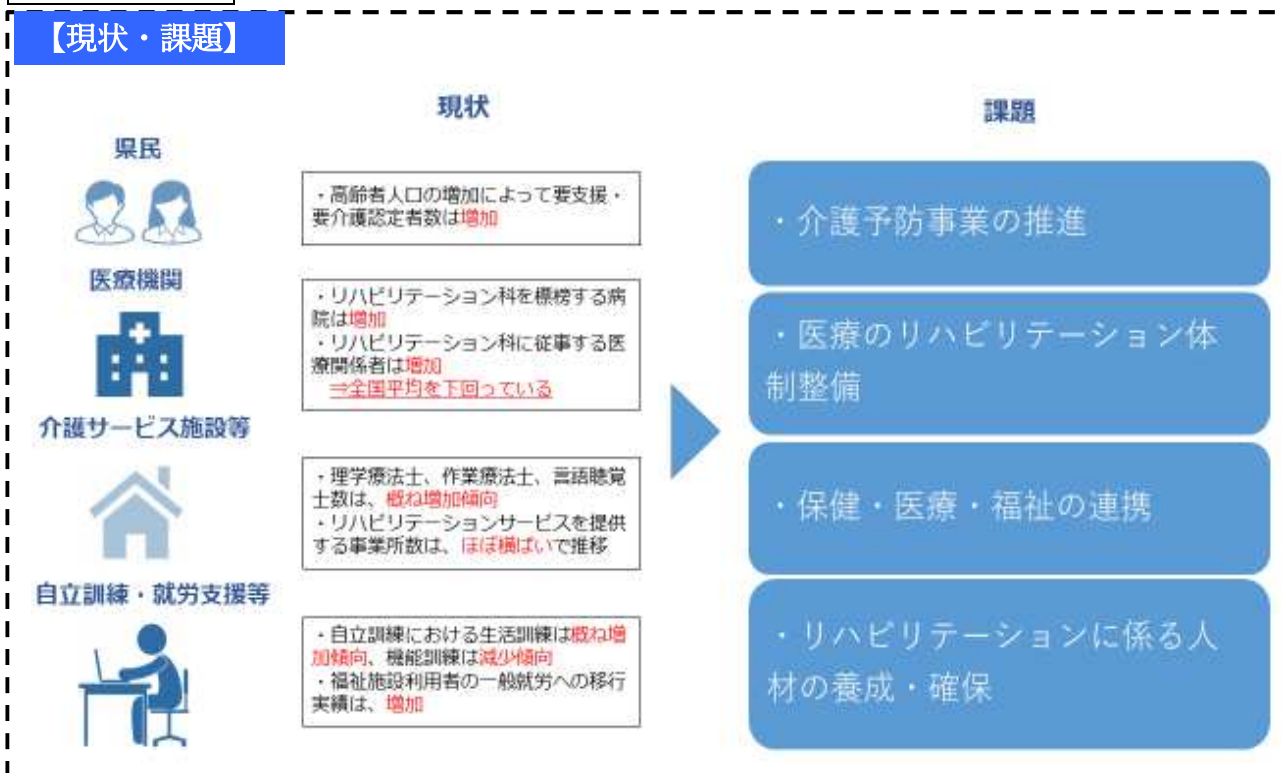 【現状・課題】
現状
課題
県民
・高齢者人口の増加によって要支援・
要介護認定者数は増加
・介護予防事業の推進
医療機関
・リハビリテーション科を標榜する病
院は増加
・リハビリテーション科に従事する医
療関係者は増加
⇒全国平均を下回っている
・医療のリハビリテーション体
制整備
介護サービス施設等
・理学療法士、作業療法士、言語聴覚
士数は、概ね増加傾向
・リハビリテーションサービスを提供
する事業所数は、ほぼ横ばいで推移
・保健・医療・福祉の連携
自立訓練・就労支援等
・自立訓練における生活訓練は概ね増
加傾向、機能訓練は減少傾向
・福祉施設利用者の一般就労への移行
実績は、増加
・リハビリテーションに係る人
材の養成・確保